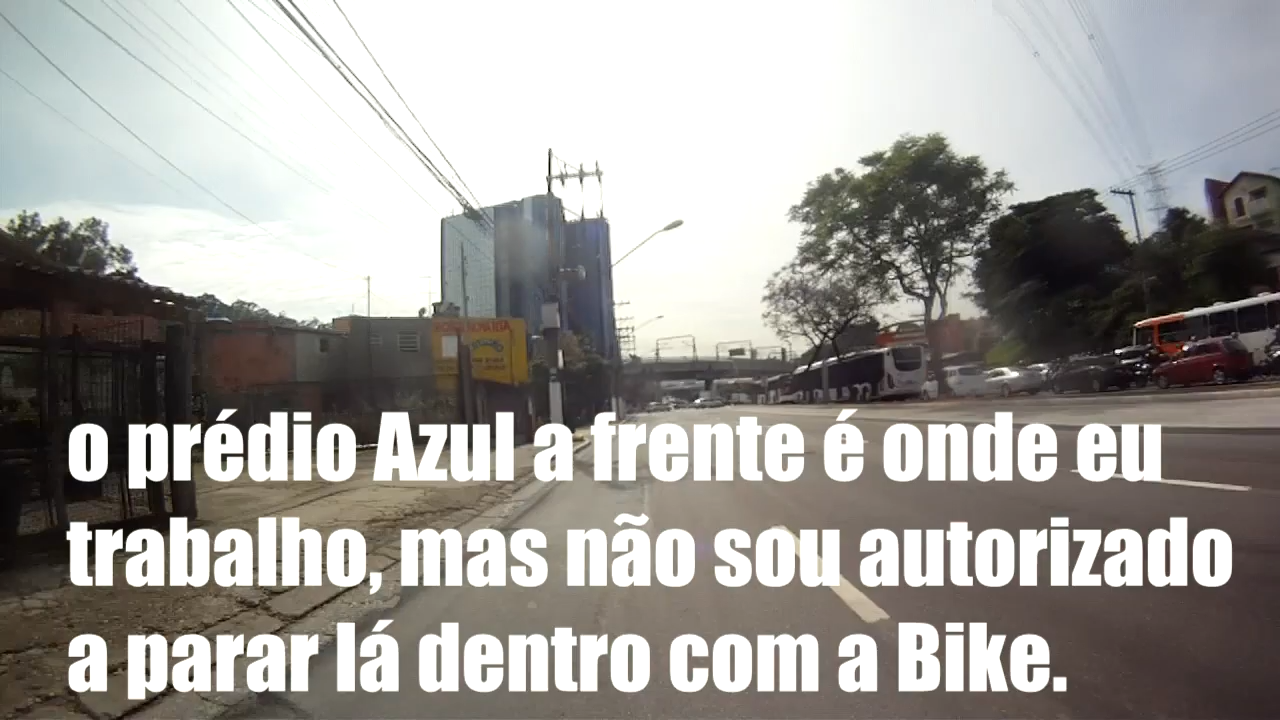 o prédio Azul a frente é onde eu
trabalho, mas não sou autorizado
a parar lá dentro com a Bike.